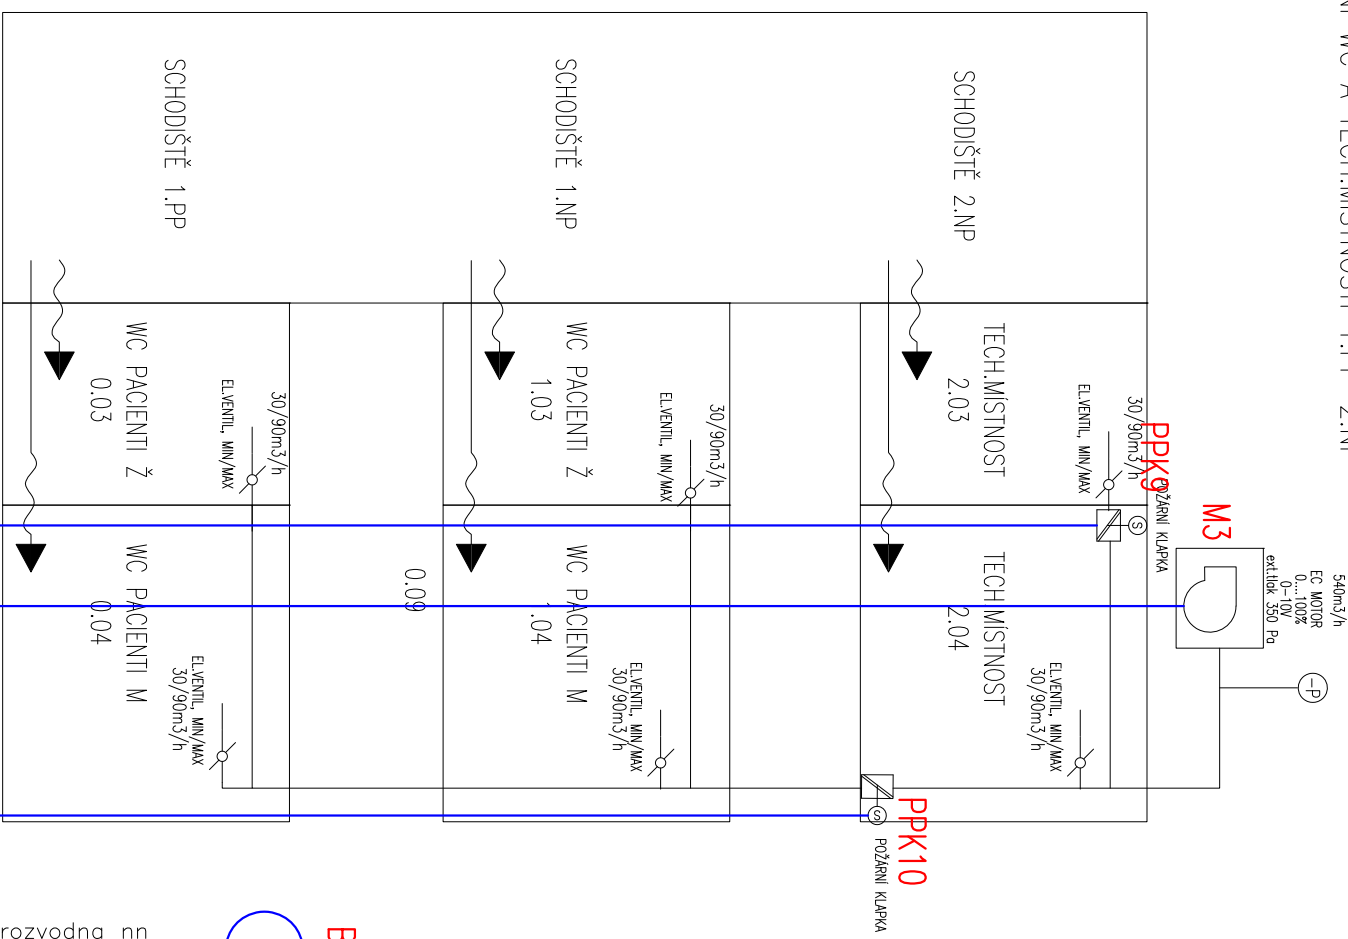 SCHODIŠTĚ 2.NP
SCHODIŠTĚ 1.NP
SCHODIŠTĚ 1.PP
540m3/h
EC MOTOR
0....100%
0-10V
ext.tlak 350 Pa
M3
-P
PPK9
POŽÁRNÍ KLAPKA
S
30/90m3/h
EL.VENTIL, MIN/MAX
TECH.MÍSTNOST
2.03
TECH.MÍSTNOST
2.04
EL.VENTIL, MIN/MAX
30/90m3/h
PPK10
POŽÁRNÍ KLAPKA
S
30/90m3/h
EL.VENTIL, MIN/MAX
WC PACIENTI Ž
1.03
WC PACIENTI M
1.04
EL.VENTIL, MIN/MAX
30/90m3/h
0.09
30/90m3/h
EL.VENTIL, MIN/MAX
WC PACIENTI Ž
0.03
WC PACIENTI M
0.04
EL.VENTIL, MIN/MAX
30/90m3/h
rozvodna nn